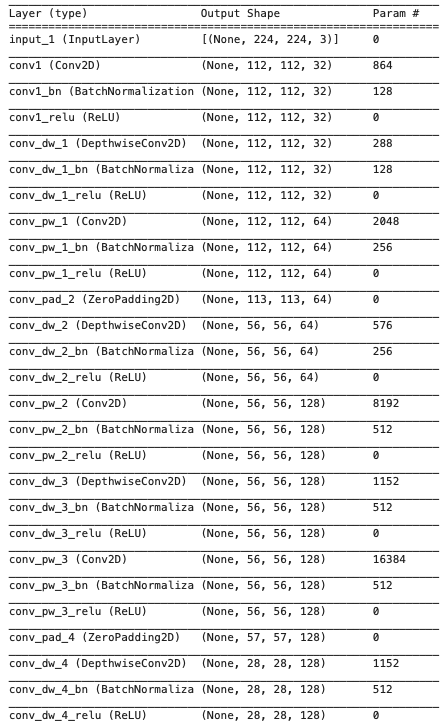 Layer (type) Output Shape Param #
input_1 (InputLayer) [(None, 224, 224, 3)] 0
conv1 (Conv2D) (None, 112, 112, 32) 864
conv1_bn (BatchNormalization (None, 112, 112, 32) 128
conv1_relu (ReLU) (None, 112, 112, 32) 0
conv_dw_1 (DepthwiseConv2D) (None, 112, 112, 32) 288
conv_dw_1_bn (BatchNormaliza (None, 112, 112, 32) 128
conv_dw_1_relu (ReLU) (None, 112, 112, 32) 0
conv_pw_1 (Conv2D) (None, 112, 112, 64) 2048
conv_pw_1_bn (BatchNormaliza (None, 112, 112, 64) 256
conv_pw_1_relu (ReLU) (None, 112, 112, 64) 0
conv_pad_2 (ZeroPadding2D) (None, 113, 113, 64) 0
conv_dw_2 (DepthwiseConv2D) (None, 56, 56, 64) 576
conv_dw_2_bn (BatchNormaliza (None, 56, 56, 64) 256
conv_dw_2_relu (ReLU) (None, 56, 56, 64) 0
conv_pw_2 (Conv2D) (None, 56, 56, 128) 8192
conv_pw_2_bn (BatchNormaliza (None, 56, 56, 128) 512
conv_pw_2_relu (ReLU) (None, 56, 56, 128) 0
conv_dw_3 (DepthwiseConv2D) (None, 56, 56, 128) 1152
conv_dw_3_bn (BatchNormaliza (None, 56, 56, 128) 512
conv_dw_3_relu (ReLU) (None, 56, 56, 128) 0
conv_pw_3 (Conv2D) (None, 56, 56, 128) 16384
conv_pw_3_bn (BatchNormaliza (None, 56, 56, 128) 512
conv_pw_3_relu (ReLU) (None, 56, 56, 128) 0
conv_pad_4 (ZeroPadding2D) (None, 57, 57, 128) 0
conv_dw_4 (DepthwiseConv2D) (None, 28, 28, 128) 1152
conv_dw_4_bn (BatchNormaliza (None, 28, 28, 128) 512
conv_dw_4_relu (ReLU) (None, 28, 28, 128) 0